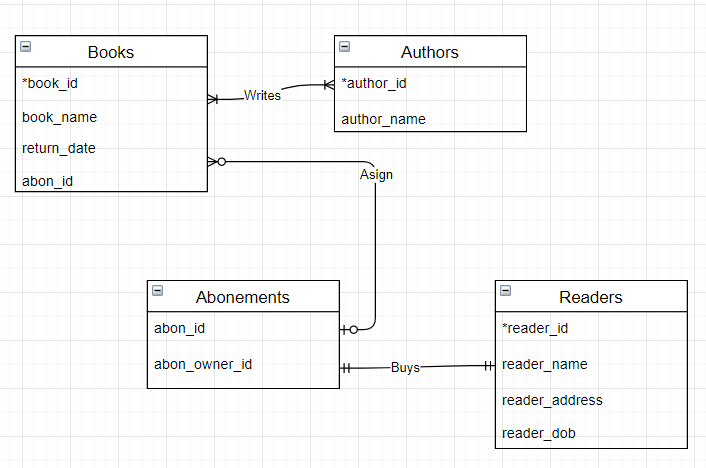 Books
*book_id
book_name
return_date
abon_id
Authors
*author_id
author_name
Writes
Asign
Abonements
abon_id
abon_owner_id
Buys
Readers
*reader_id
reader_name
reader_address
reader_dob